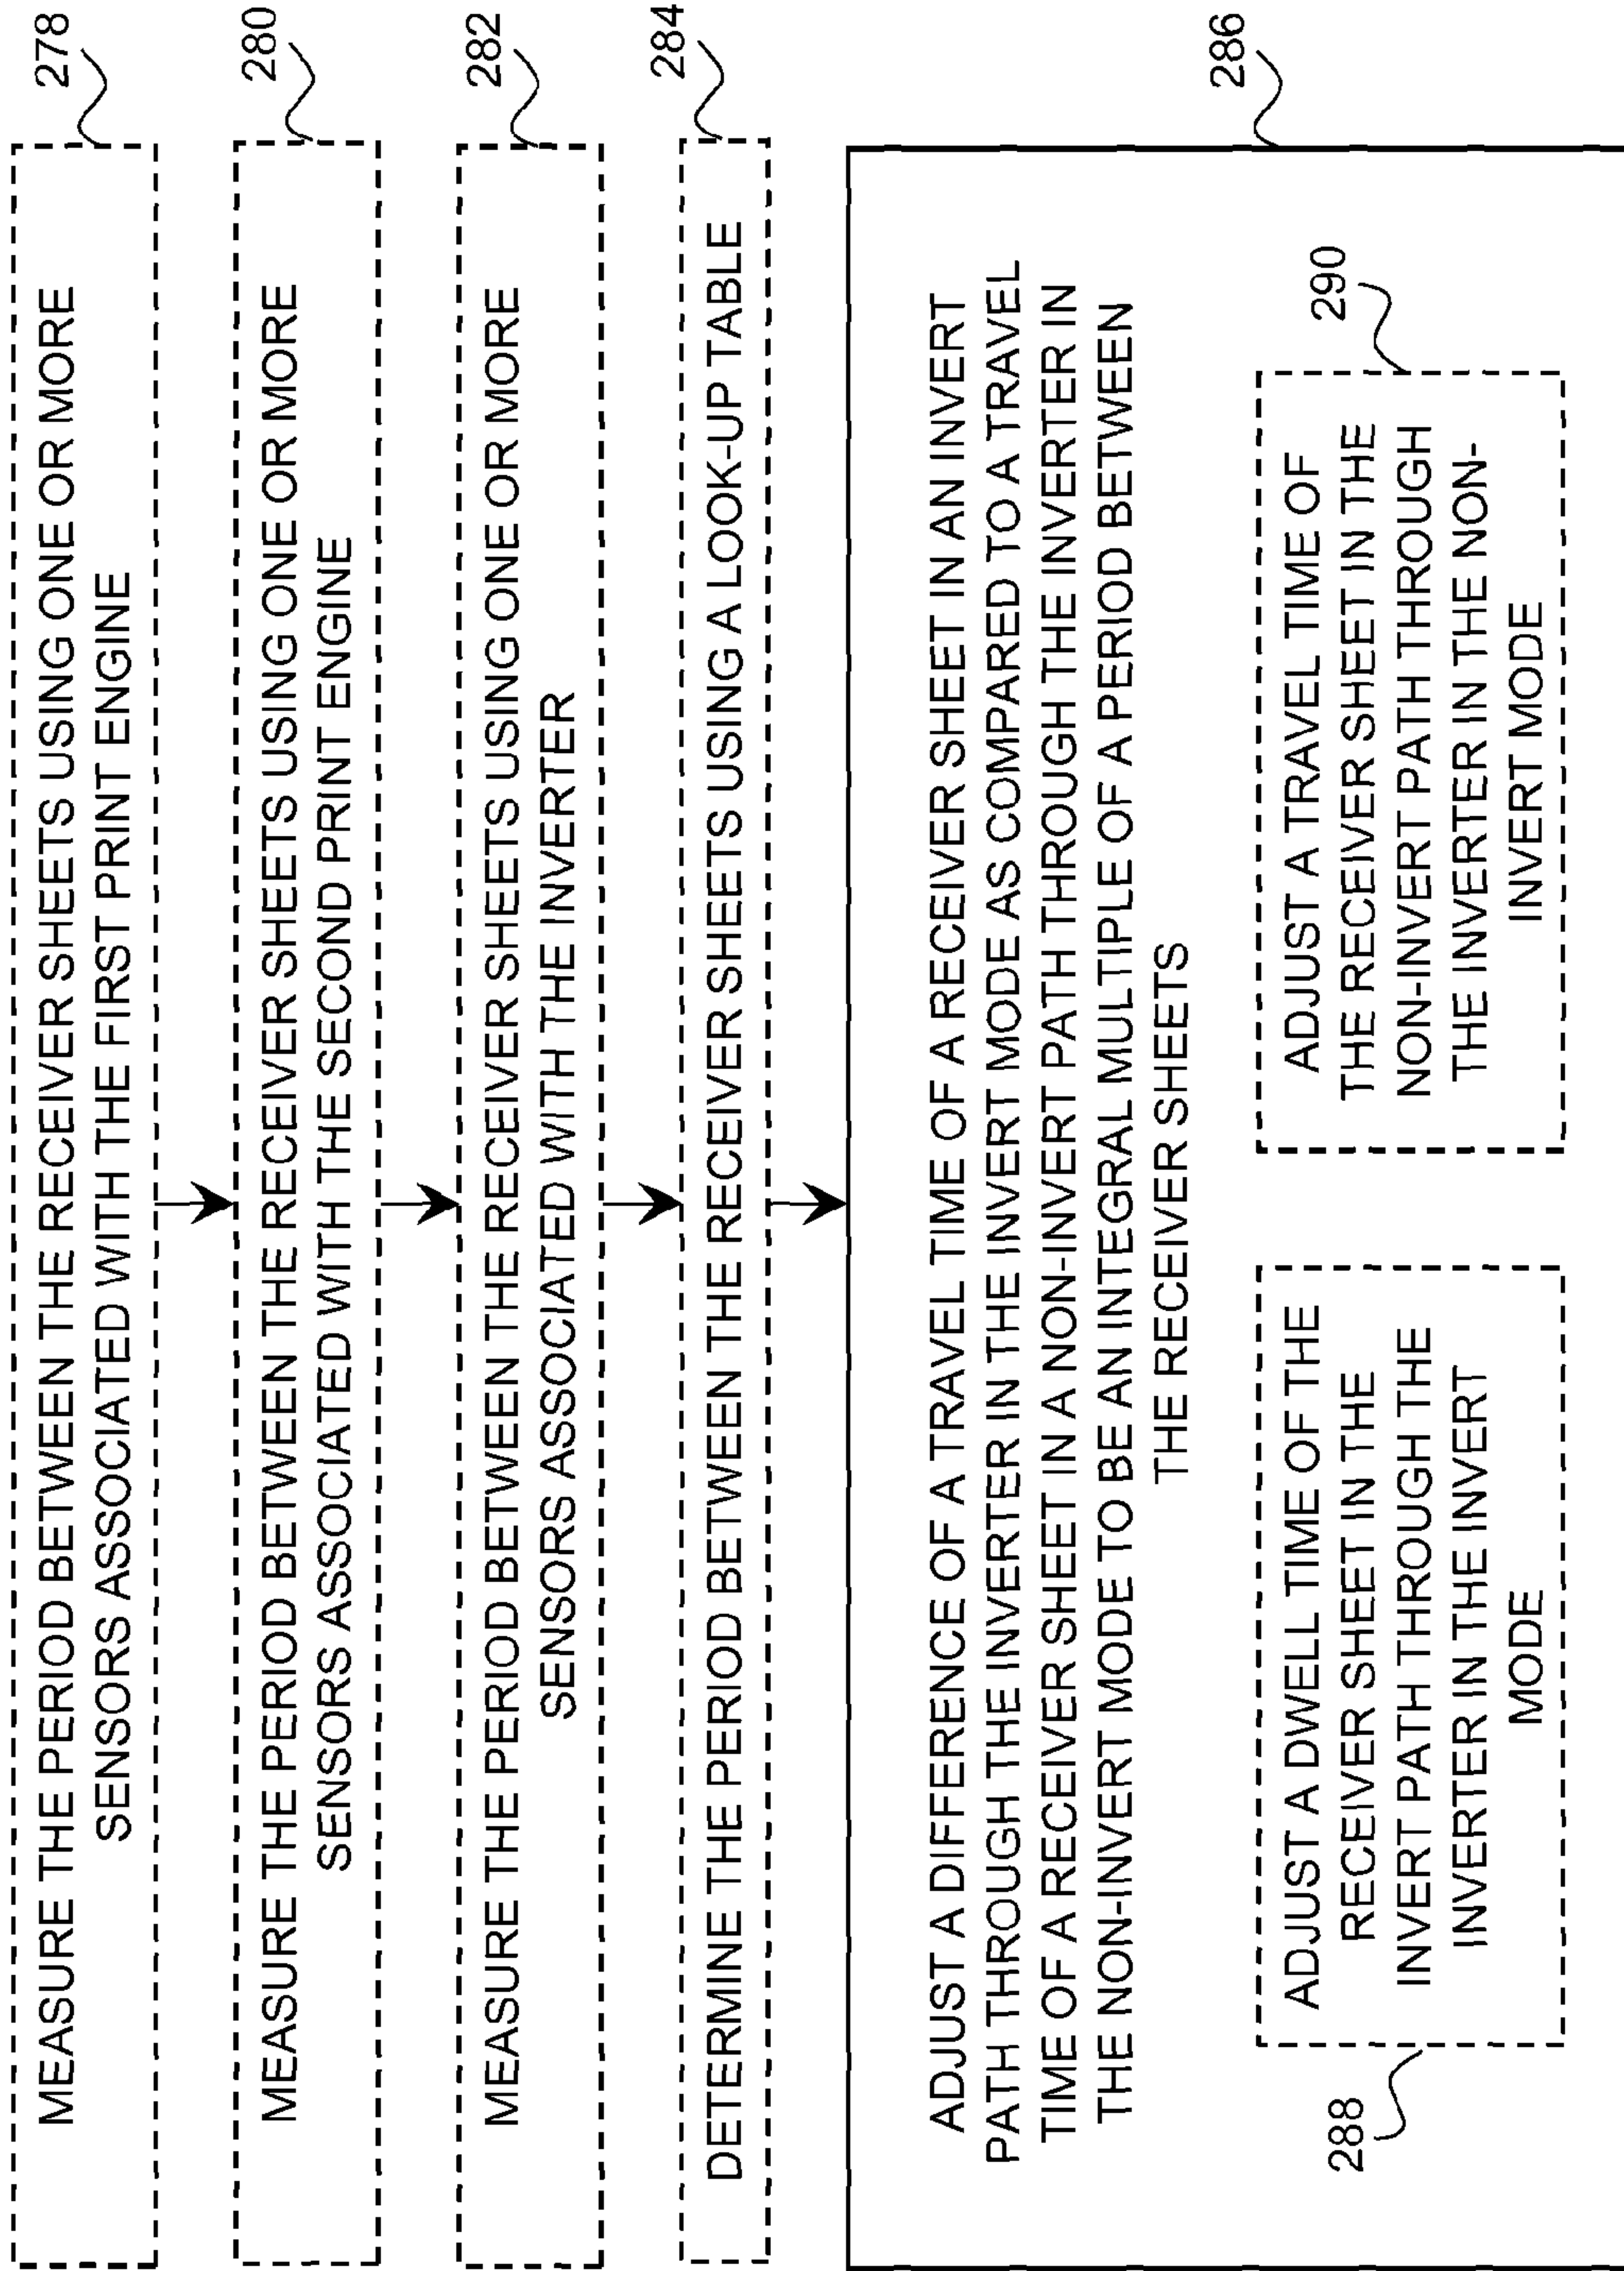 278
MEASURE THE PERIOD BETWEEN THE RECEIVER SHEETS USING ONE OR MORE
SENSORS ASSOCIATED WITH THE FIRST PRINT ENGINE
280
MEASURE THE PERIOD BETWEEN THE RECEIVER SHEETS USING ONE OR MORE
SENSORS ASSOCIATED WITH THE SECOND PRINT ENGINE
282
MEASURE THE PERIOD BETWEEN THE RECEIVER SHEETS USING ONE OR MORE
SENSORS ASSOCIATED WITH THE INVERTER
284
DETERMINE THE PERIOD BETWEEN THE RECEIVER SHEETS USING A LOOK-UP TABLE
286
ADJUST A DIFFERENCE OF A TRAVEL TIME OF A RECEIVER SHEET IN AN INVERT
PATH THROUGH THE INVERTER IN THE INVERT MODE AS COMPARED TO A TRAVEL
TIME OF A RECEIVER SHEET IN A NON-INVERT PATH THROUGH THE INVERTER IN
THE NON-INVERT MODE TO BE AN INTEGRAL MULTIPLE OF A PERIOD BETWEEN
THE RECEIVER SHEETS
288
ADJUST A DWELL TIME OF THE
RECEIVER SHEET IN THE
INVERT PATH THROUGH THE
INVERTER IN THE INVERT
MODE
290
ADJUST A TRAVEL TIME OF
THE RECEIVER SHEET IN THE
NON-INVERT PATH THROUGH
THE INVERTER IN THE NON-
INVERT MODE